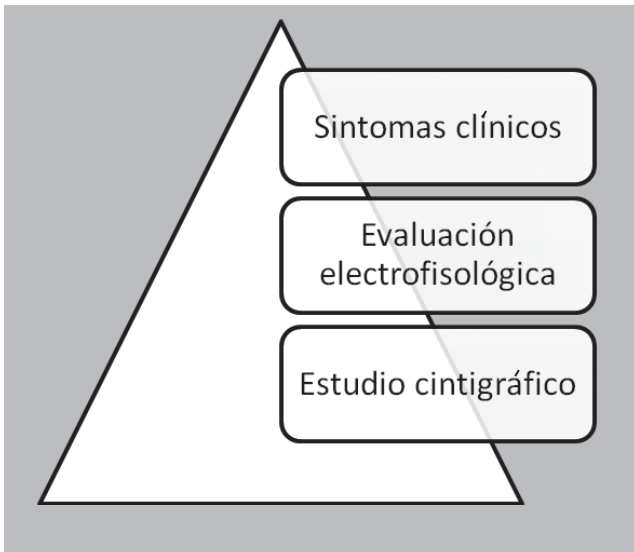 Sintomas clínicos
Evaluación
electrofisológica
Estudio cintigráfico